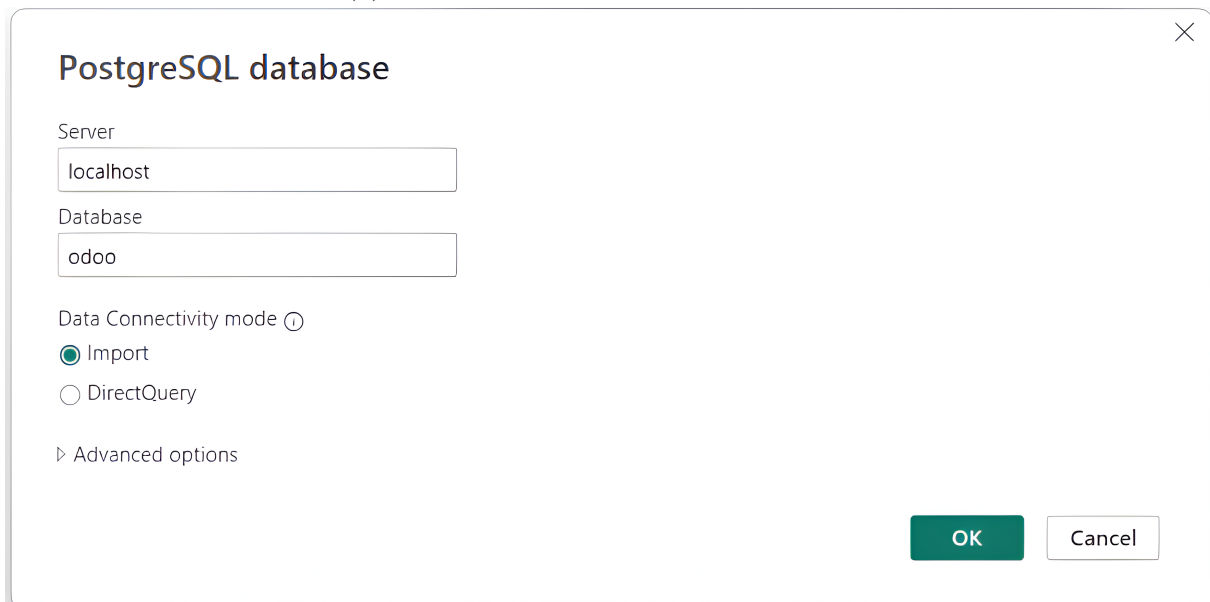 PostgreSQL database
Server
localhost
Database
odoo
Data Connectivity mode
Import
DirectQuery
Advanced options
OK Cancel